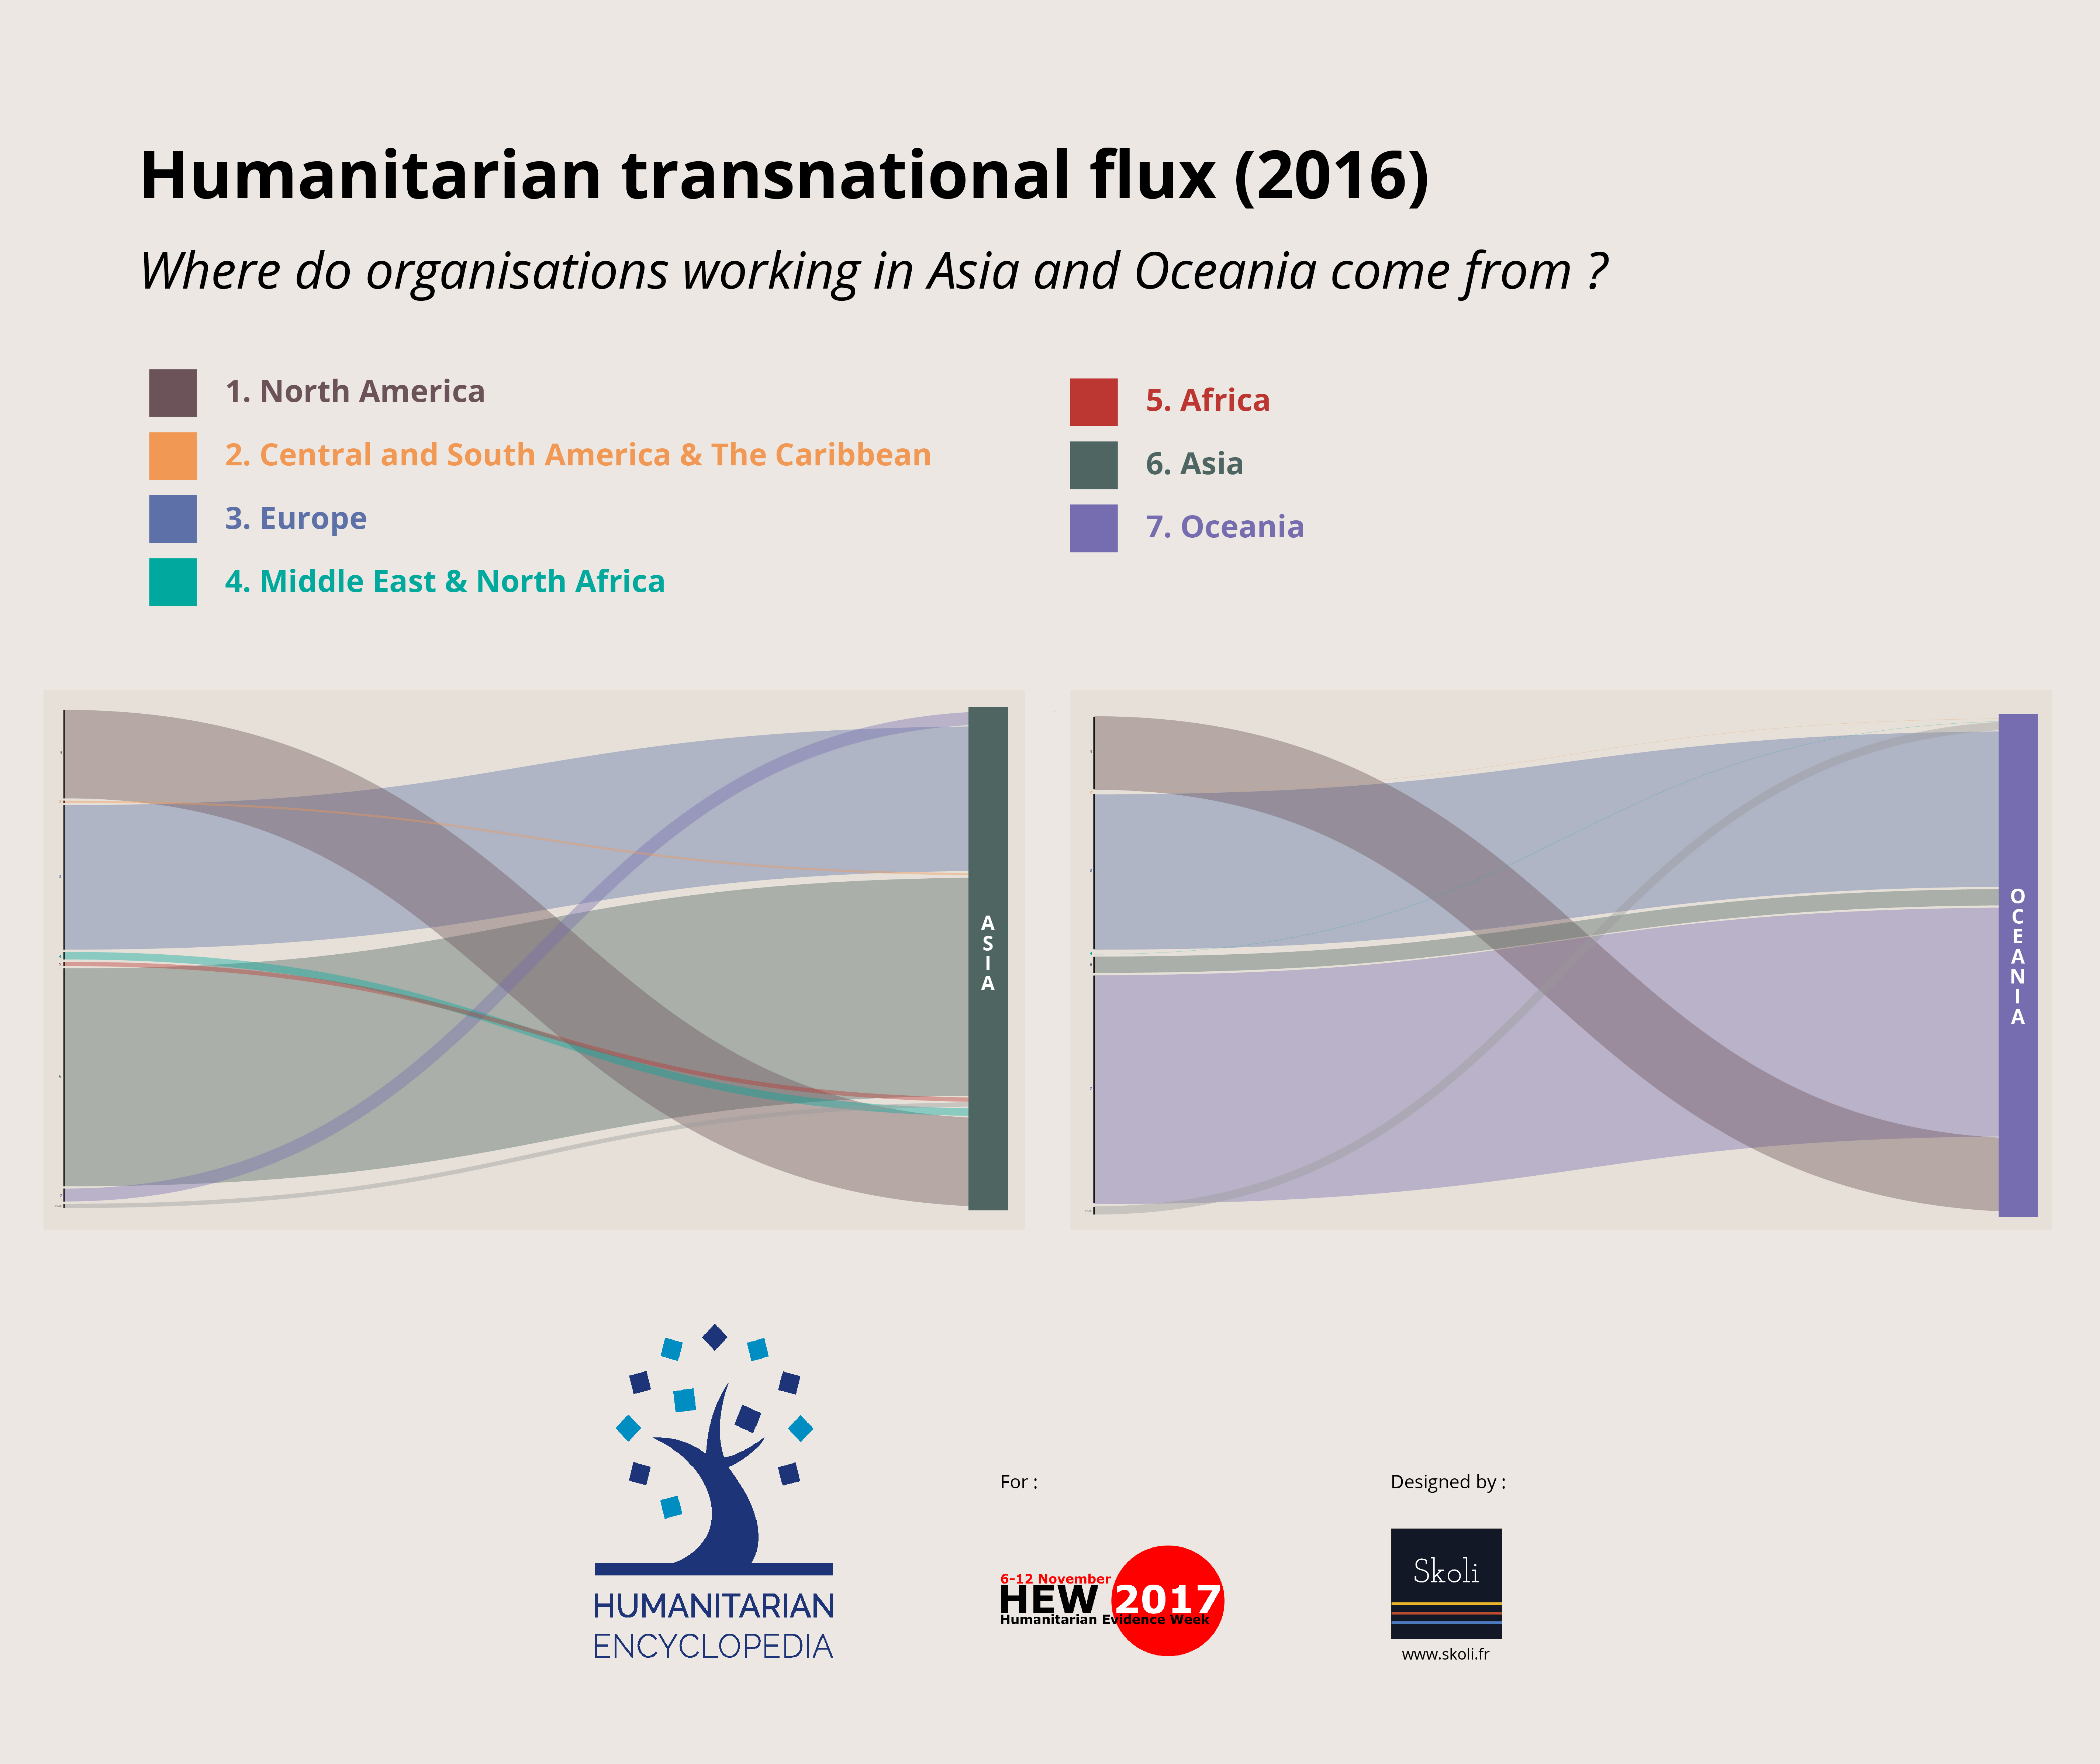 Humanitarian transnational flux (2016)
Where do organisations working in Asia and Oceania come from ?
1. North America
2. Central and South America & The Caribbean
3. Europe
4. Middle East & North Africa
5. Africa
6. Asia
7. Oceania
ASIA
OCEANIA
HUMANITARIAN
ENCYCLOPEDIA
For :
6-12 November
HEW 2017
Humanitarian Evidence Week
Designed by :
Skoli
www.skoli.fr